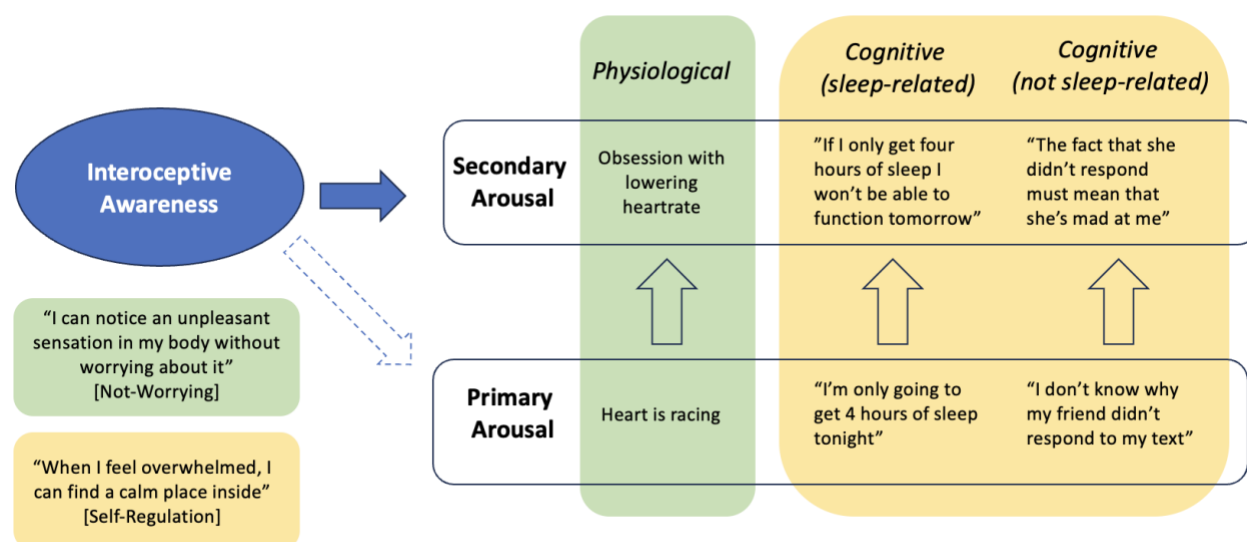 Interoceptive
Awareness
"I can notice an unpleasant
sensation in my body without
worrying about it"
[Not-Worrying]
"When I feel overwhelmed, I
can find a calm place inside"
[Self-Regulation]
Physiological
Cognitive
(sleep-related)
Cognitive
(not sleep-related)
Secondary
Arousal
Obsession with
lowering
heartrate
"If I only get four
hours of sleep I
won't be able to
function tomorrow"
"The fact that she
didn't respond
must mean that
she's mad at me"
Primary
Arousal
Heart is racing
"I'm only going to
get 4 hours of sleep
tonight"
"I don't know why
my friend didn't
respond to my text"